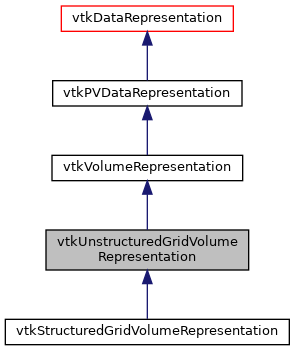 vtkDataRepresentation
vtkPVDataRepresentation
vtkVolumeRepresentation
vtkUnstructuredGridVolume
Representation
vtkStructuredGridVolumeRepresentation